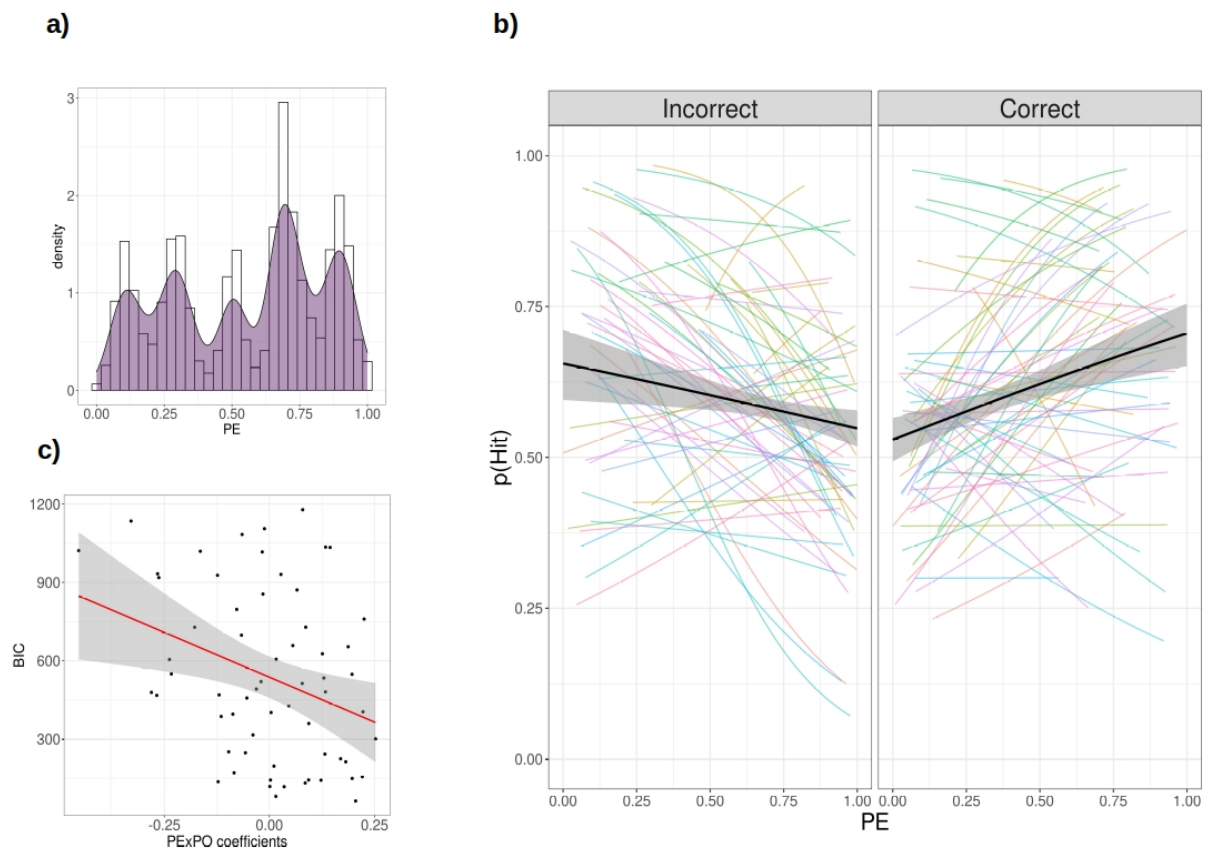 a)
3
2
1
0
density
0.00 0.25 0.50 0.75 1.00
PE
b)
Incorrect Correct
1.00
0.75
0.50
0.25
0.00
p(Hit)
0.00 0.25 0.50 0.75 1.00 0.00 0.25 0.50 0.75 1.00
PE
c)
1200
900
600
300
BIC
-0.25 0.00 0.25
PExPO coefficients